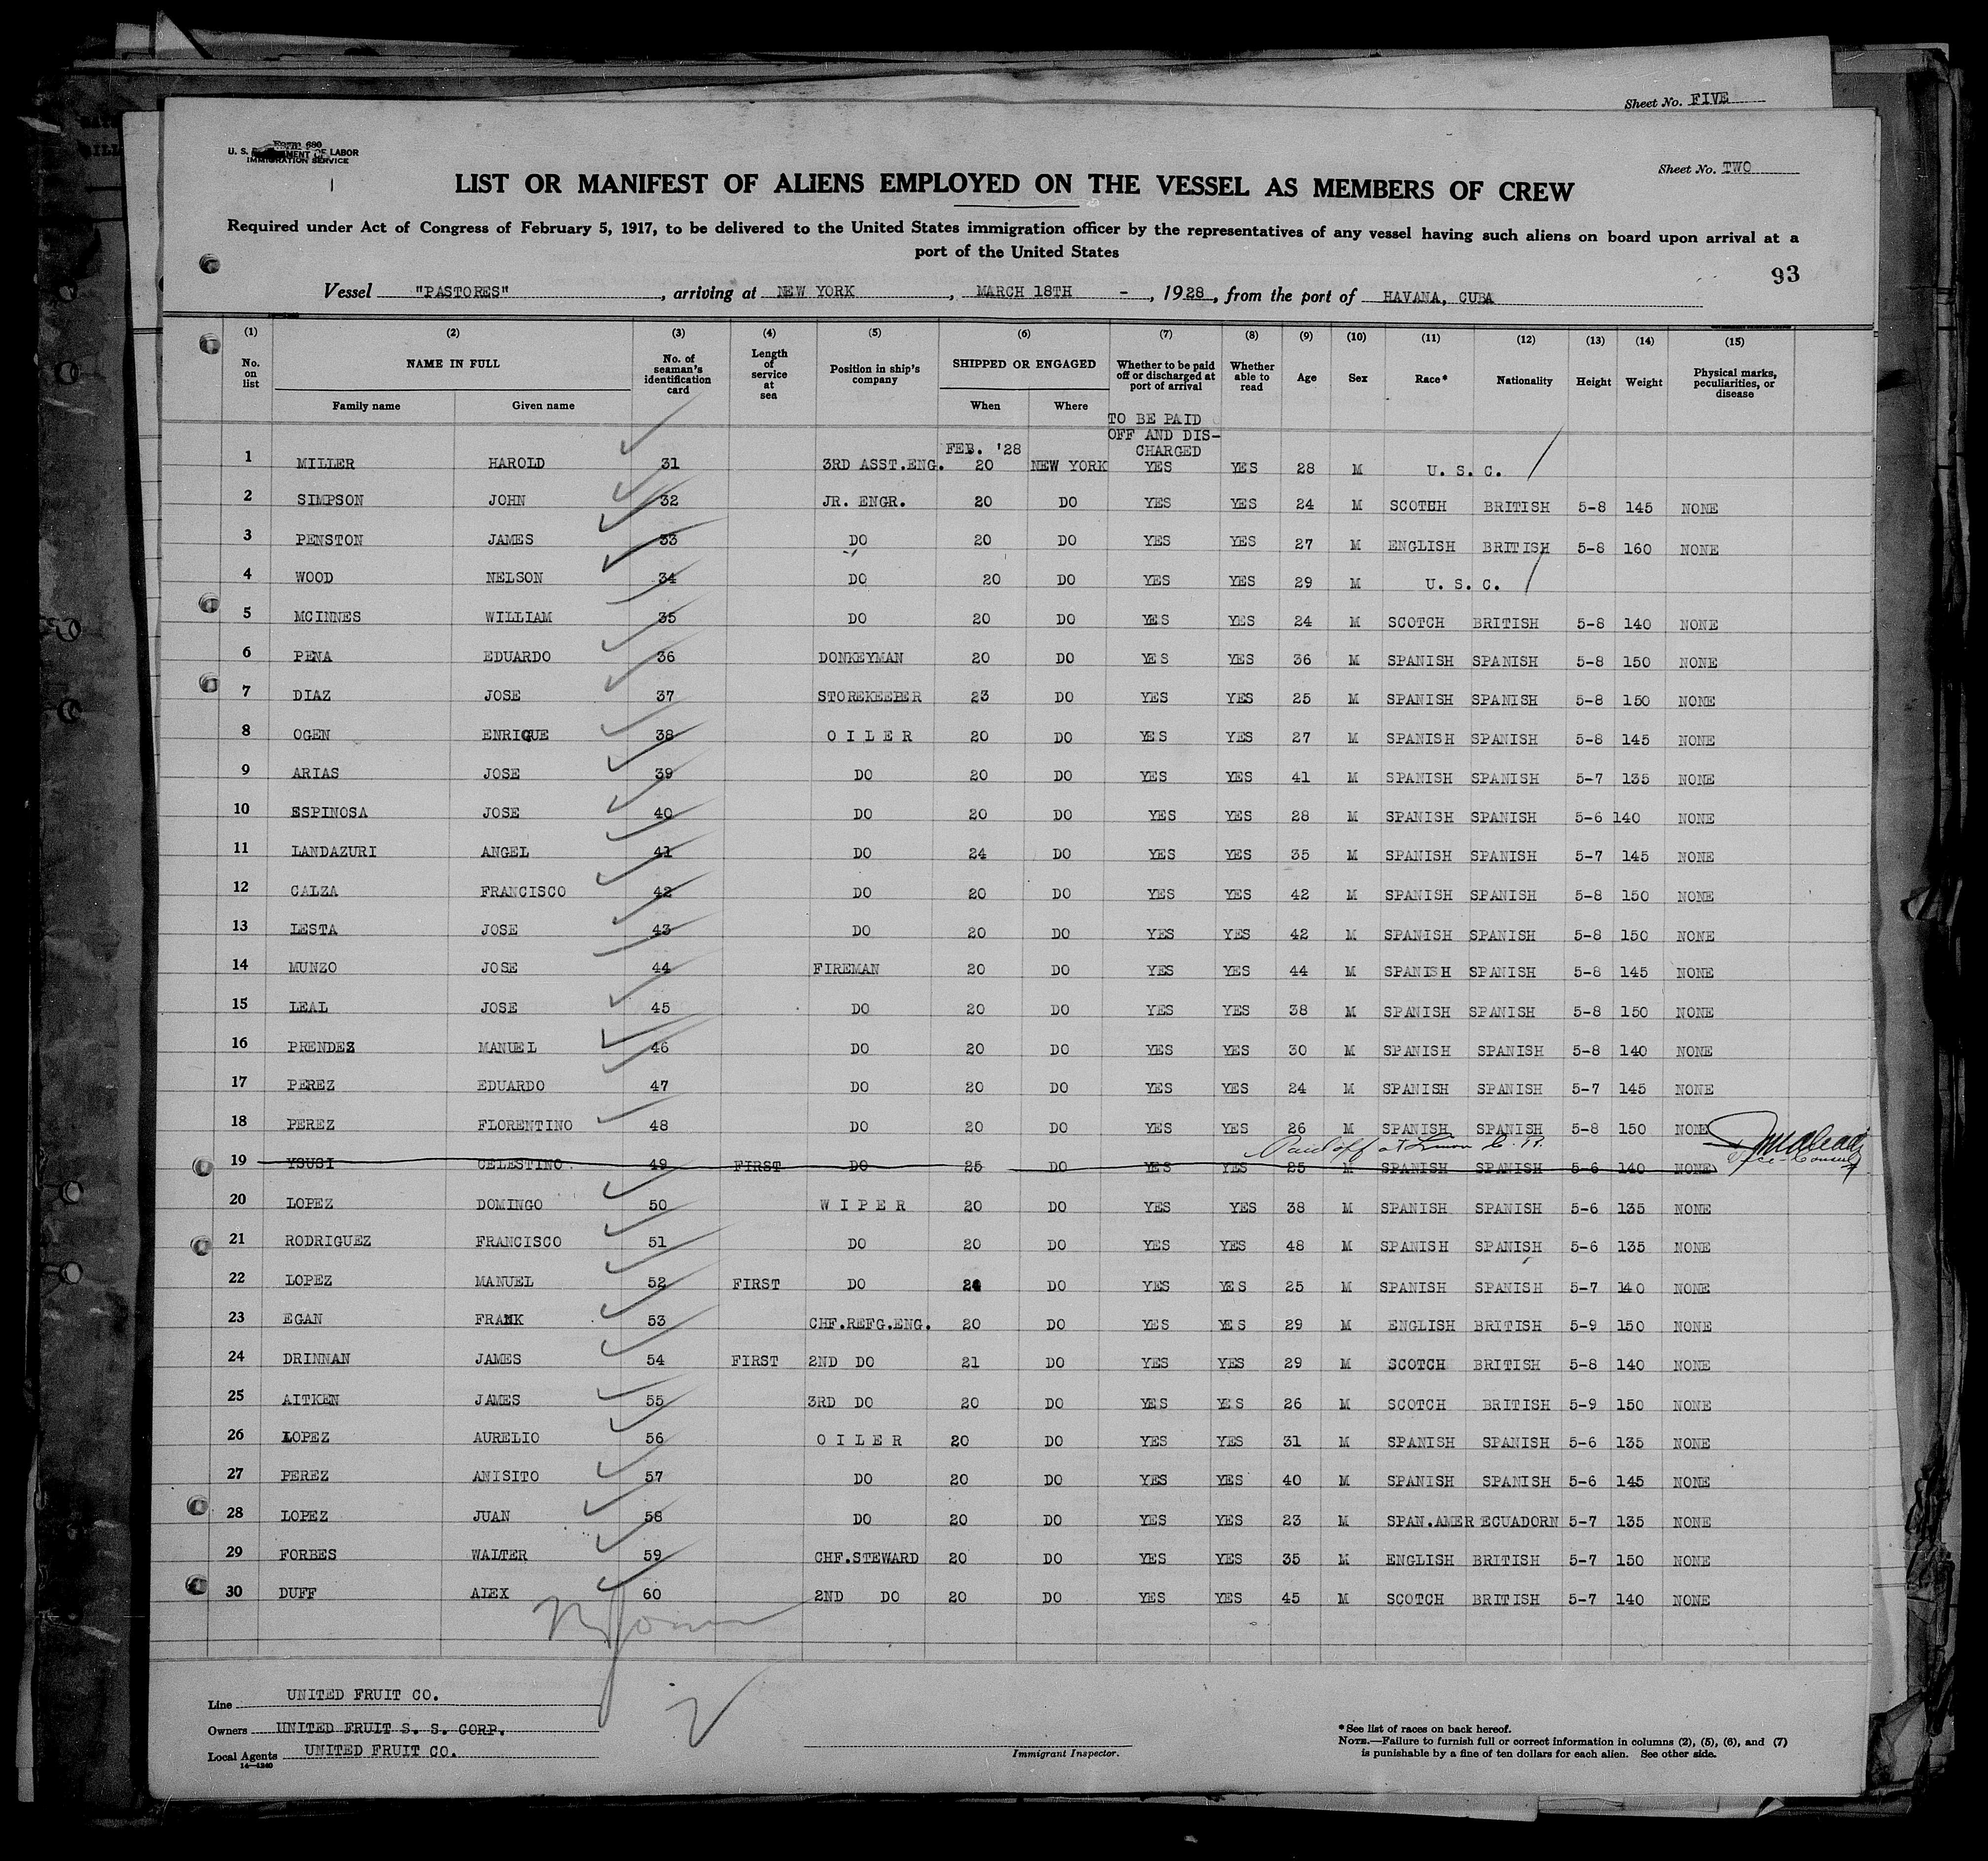 Sheet No. FIVE
Form 680
U. S. DEPARTMENT OF LABOR
IMMIGRATION SERVICE
Sheet No. TWO
LIST OR MANIFEST OF ALIENS EMPLOYED ON THE VESSEL AS MEMBERS OF CREW
Required under Act of Congress of February 5, 1917, to be delivered to the United States immigration officer by the representatives of any vessel having such aliens on board upon arrival at a
port of the United States
93
Vessel "PASTORES", arriving at NEW YORK, MARCH 18TH -, 1928, from the port of HAVANA, CUBA
(1) (2) (3) (4) (5) (6) (7) (8) (9) (10) (11) (12) (13) (14) (15)
No. on list NAME IN FULL Family name Given name No. of seaman's identification card Length of service at sea Position in ship's company SHIPPED OR ENGAGED When Where Whether to be paid off or discharged at port of arrival Whether able to read Age Sex Race* Nationality Height Weight Physical marks, peculiarities, or disease
TO BE PAID
OFF AND DIS-
FEB. '28 CHARGED
1 MILLER HAROLD 31 3RD ASST.ENG. 20 NEW YORK YES YES 28 M U. S. C.
2 SIMPSON JOHN 32 JR. ENGR. 20 DO YES YES 24 M SCOTCH BRITISH 5-8 145 NONE
3 PENSTON JAMES 33 DO 20 DO YES YES 27 M ENGLISH BRITISH 5-8 160 NONE
4 WOOD NELSON 34 DO 20 DO YES YES 29 M U. S. C.
5 MCINNES WILLIAM 35 DO 20 DO YES YES 24 M SCOTCH BRITISH 5-8 140 NONE
6 PENA EDUARDO 36 DONKEYMAN 20 DO YES YES 36 M SPANISH SPANISH 5-8 150 NONE
7 DIAZ JOSE 37 STOREKEEPER 23 DO YES YES 25 M SPANISH SPANISH 5-8 150 NONE
8 OGEN ENRIQUE 38 O I L E R 20 DO YES YES 27 M SPANISH SPANISH 5-8 145 NONE
9 ARIAS JOSE 39 DO 20 DO YES YES 41 M SPANISH SPANISH 5-7 135 NONE
10 ESPINOSA JOSE 40 DO 20 DO YES YES 28 M SPANISH SPANISH 5-6 140 NONE
11 LANDAZURI ANGEL 41 DO 24 DO YES YES 35 M SPANISH SPANISH 5-7 145 NONE
12 CALZA FRANCISCO 42 DO 20 DO YES YES 42 M SPANISH SPANISH 5-8 150 NONE
13 LESTA JOSE 43 DO 20 DO YES YES 42 M SPANISH SPANISH 5-8 150 NONE
14 MUNZO JOSE 44 FIREMAN 20 DO YES YES 44 M SPANISH SPANISH 5-8 145 NONE
15 LEAL JOSE 45 DO 20 DO YES YES 38 M SPANISH SPANISH 5-8 150 NONE
16 PRENDES MANUEL 46 DO 20 DO YES YES 30 M SPANISH SPANISH 5-8 140 NONE
17 PEREZ EDUARDO 47 DO 20 DO YES YES 24 M SPANISH SPANISH 5-7 145 NONE
18 PEREZ FLORENTINO 48 DO 20 DO YES YES 26 M SPANISH SPANISH 5-8 150 NONE
Paid off at Limon C. R.
19 YSUSI CELESTINO 49 FIRST DO 25 DO YES YES 25 M SPANISH SPANISH 5-6 140 NONE Vice-Consul
20 LOPEZ DOMINGO 50 W I P E R 20 DO YES YES 38 M SPANISH SPANISH 5-6 135 NONE
21 RODRIGUEZ FRANCISCO 51 DO 20 DO YES YES 48 M SPANISH SPANISH 5-6 135 NONE
22 LOPEZ MANUEL 52 FIRST DO DO YES YES 25 M SPANISH SPANISH 5-7 140 NONE
23 EGAN FRANK 53 CHF.REFG.ENG. 20 DO YES YES 29 M ENGLISH BRITISH 5-9 150 NONE
24 DRINNAN JAMES 54 FIRST 2ND DO 21 DO YES YES 29 M SCOTCH BRITISH 5-8 140 NONE
25 AITKEN JAMES 55 3RD DO 20 DO YES YES 26 M SCOTCH BRITISH 5-9 150 NONE
26 LOPEZ AURELIO 56 O I L E R 20 DO YES YES 31 M SPANISH SPANISH 5-6 135 NONE
27 PEREZ ANISITO 57 DO 20 DO YES YES 40 M SPANISH SPANISH 5-6 145 NONE
28 LOPEZ JUAN 58 DO 20 DO YES YES 23 M SPAN.AMER ECUADORN 5-7 135 NONE
29 FORBES WALTER 59 CHF.STEWARD 20 DO YES YES 35 M ENGLISH BRITISH 5-7 150 NONE
30 DUFF ALEX 60 2ND DO 20 DO YES YES 45 M SCOTCH BRITISH 5-7 140 NONE
Line UNITED FRUIT CO.
Owners UNITED FRUIT S. S. CORP.
Local Agents UNITED FRUIT CO.
14—1240
Immigrant Inspector.
*See list of races on back hereof.
NOTE.—Failure to furnish full or correct information in columns (2), (5), (6), and (7)
is punishable by a fine of ten dollars for each alien. See other side.